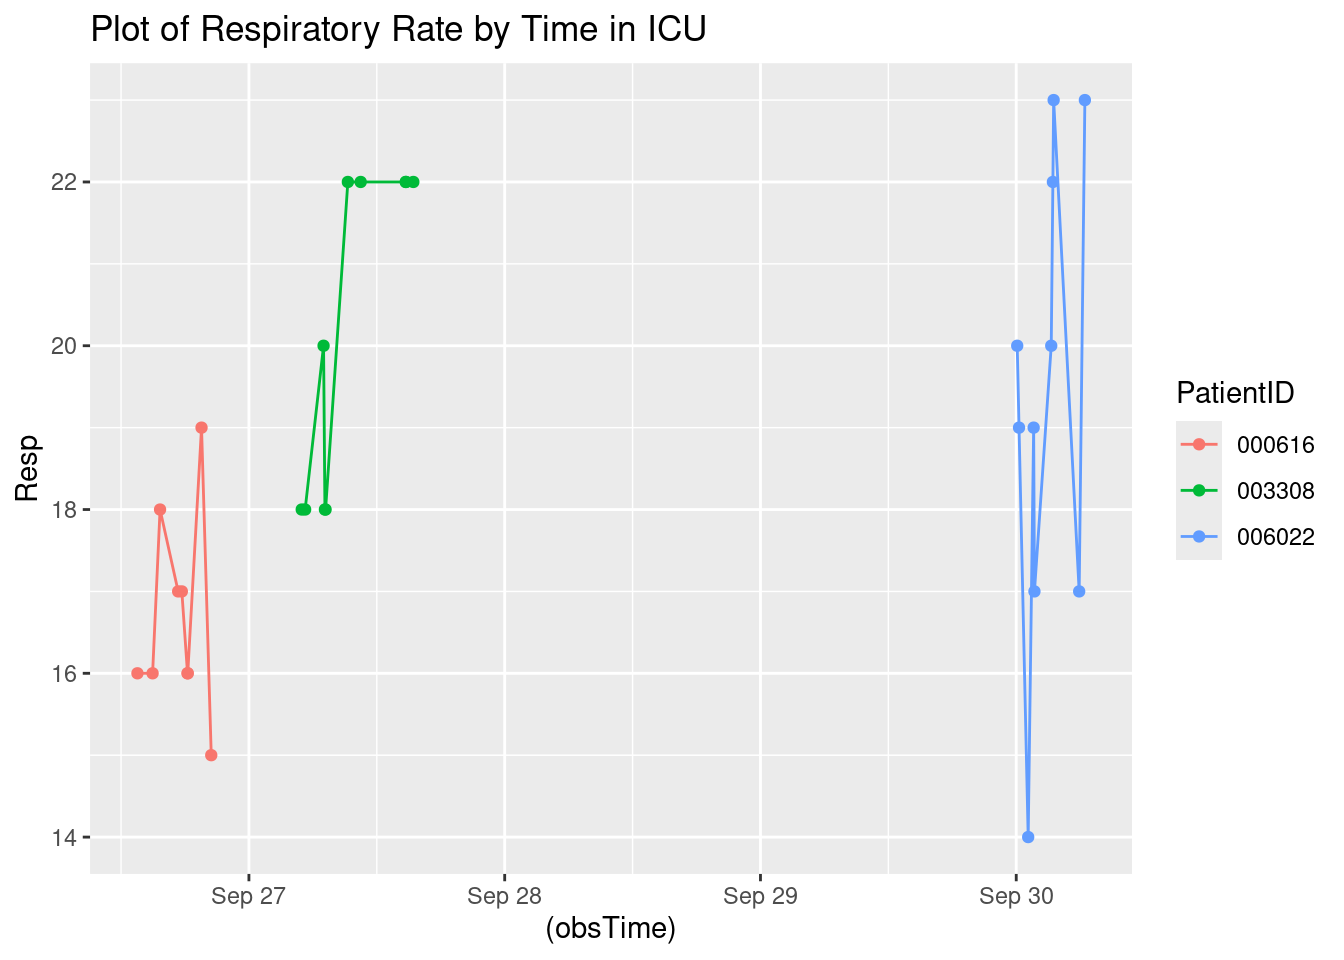 Plot of Respiratory Rate by Time in ICU
Resp
22
20
18
16
14
Sep 27 Sep 28 Sep 29 Sep 30
(obsTime)
PatientID
000616
003308
006022